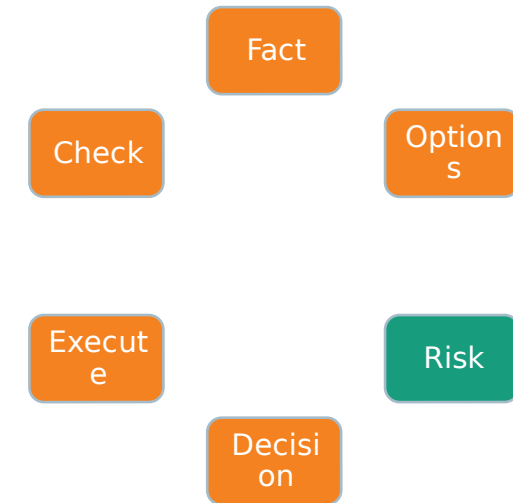 Fact
Option
s
Risk
Decisi
on
Execut
e
Check